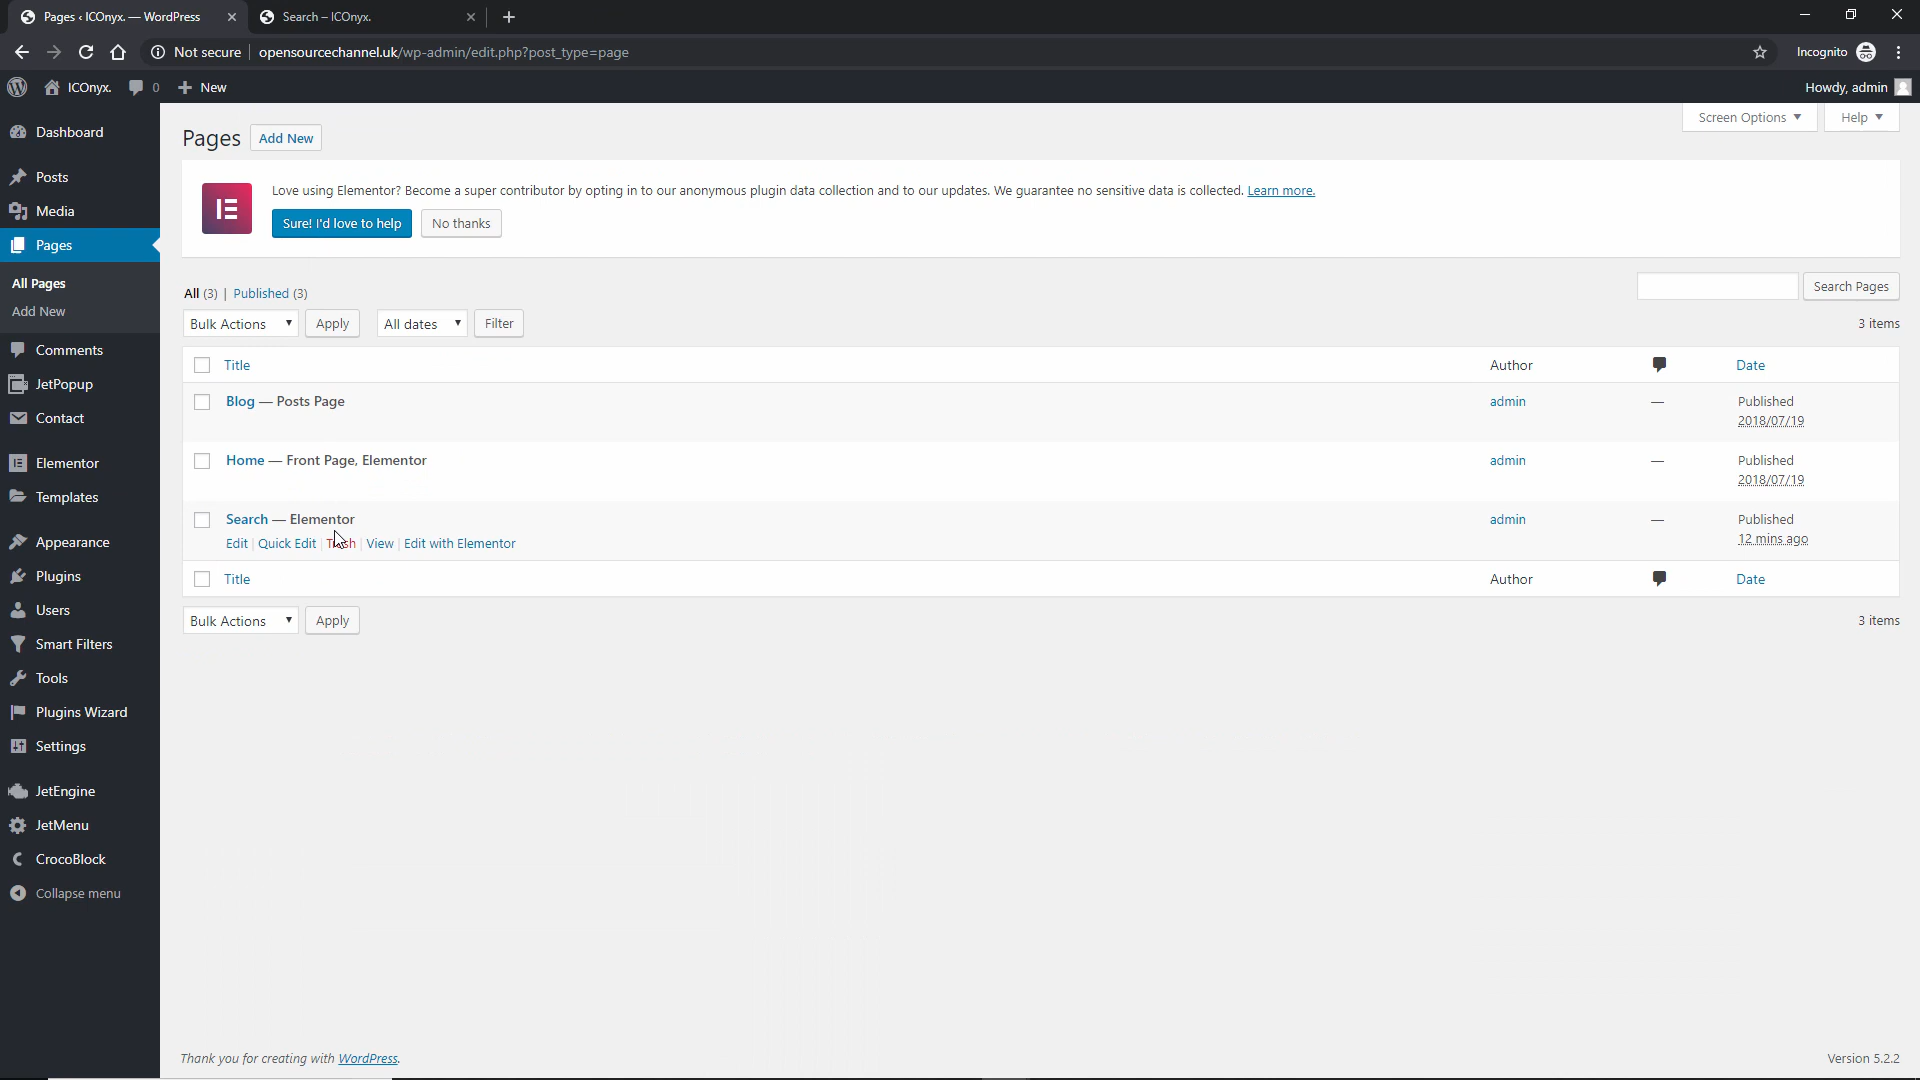 Pages ‹ ICOnyx. — WordPress
Search – ICOnyx.
Not secure
opensourcechannel.uk/wp-admin/edit.php?post_type=page
Incognito
ICOnyx.
0
New
Howdy, admin
Dashboard
Posts
Media
Pages
All Pages
Add New
Comments
JetPopup
Contact
Elementor
Templates
Appearance
Plugins
Users
Smart Filters
Tools
Plugins Wizard
Settings
JetEngine
JetMenu
CrocoBlock
Collapse menu
Screen Options
Help
Pages
Add New
Love using Elementor? Become a super contributor by opting in to our anonymous plugin data collection and to our updates. We guarantee no sensitive data is collected. Learn more.
Sure! I'd love to help
No thanks
All (3) | Published (3)
Search Pages
Bulk Actions
Apply
All dates
Filter
3 items
Title
Author
Date
Blog — Posts Page
admin
—
Published
2018/07/19
Home — Front Page, Elementor
admin
—
Published
2018/07/19
Search — Elementor
admin
—
Published
12 mins ago
Edit | Quick Edit | Trash | View | Edit with Elementor
Title
Author
Date
Bulk Actions
Apply
3 items
Thank you for creating with WordPress.
Version 5.2.2